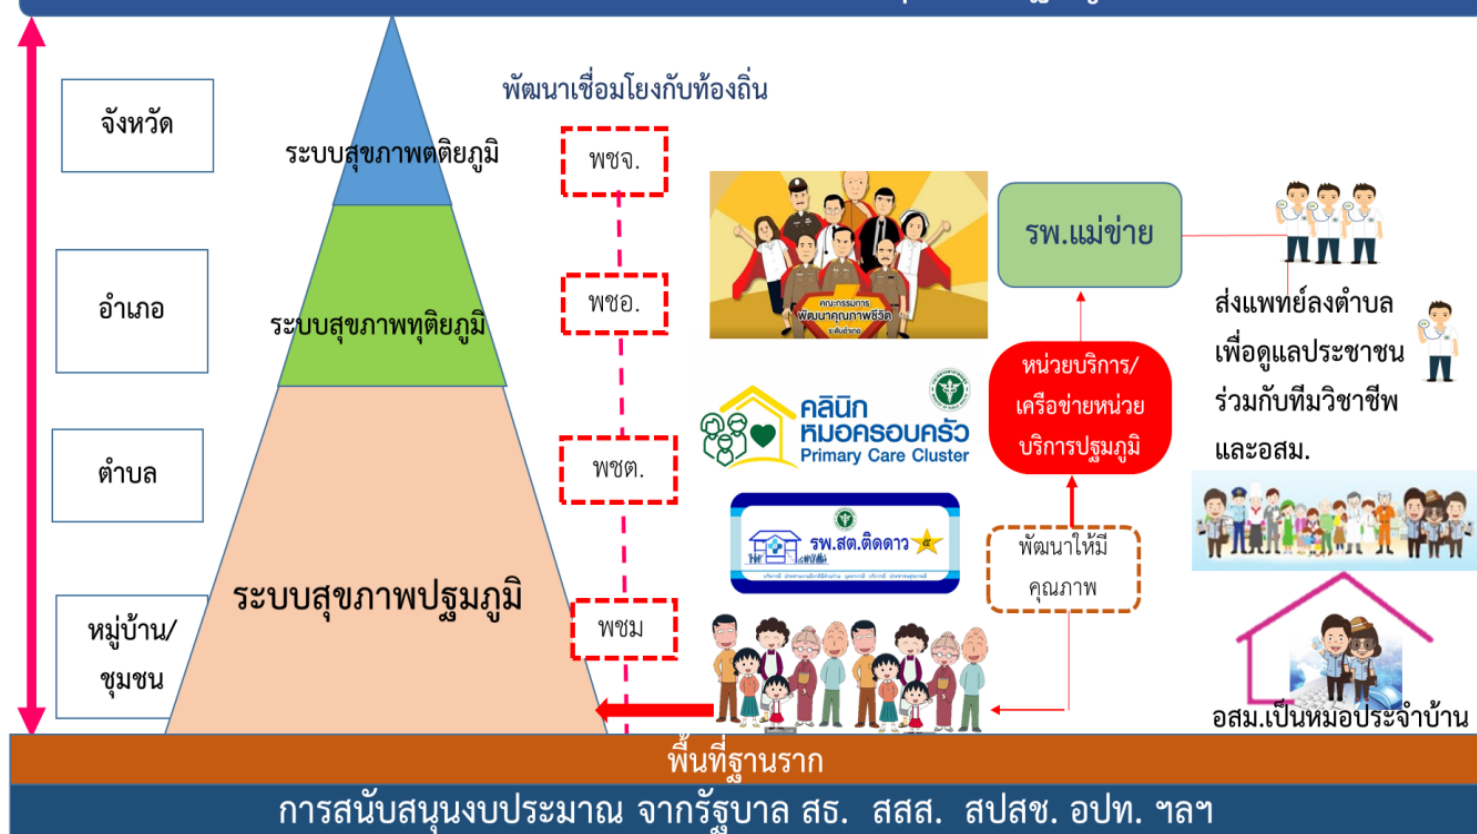 พัฒนาเชื่อมโยงกับท้องถิ่น
จังหวัด
ระบบสุขภาพตติยภูมิ
พชจ.
อำเภอ
ระบบสุขภาพทุติยภูมิ
พชอ.
คณะกรรมการ
พัฒนาคุณภาพชีวิต
ระดับอำเภอ
รพ.แม่ข่าย
ส่งแพทย์ลงตำบล
เพื่อดูแลประชาชน
ร่วมกับทีมวิชาชีพ
และอสม.
หน่วยบริการ/
เครือข่ายหน่วย
บริการปฐมภูมิ
คลินิก
หมอครอบครัว
Primary Care Cluster
ตำบล
พชต.
รพ.สต.ติดดาว
๕
พัฒนาให้มี
คุณภาพ
หมู่บ้าน/
ชุมชน
ระบบสุขภาพปฐมภูมิ
พชม
อสม.เป็นหมอประจำบ้าน
พื้นที่ฐานราก
การสนับสนุนงบประมาณ จากรัฐบาล สธ. สสส. สปสช. อปท. ฯลฯ